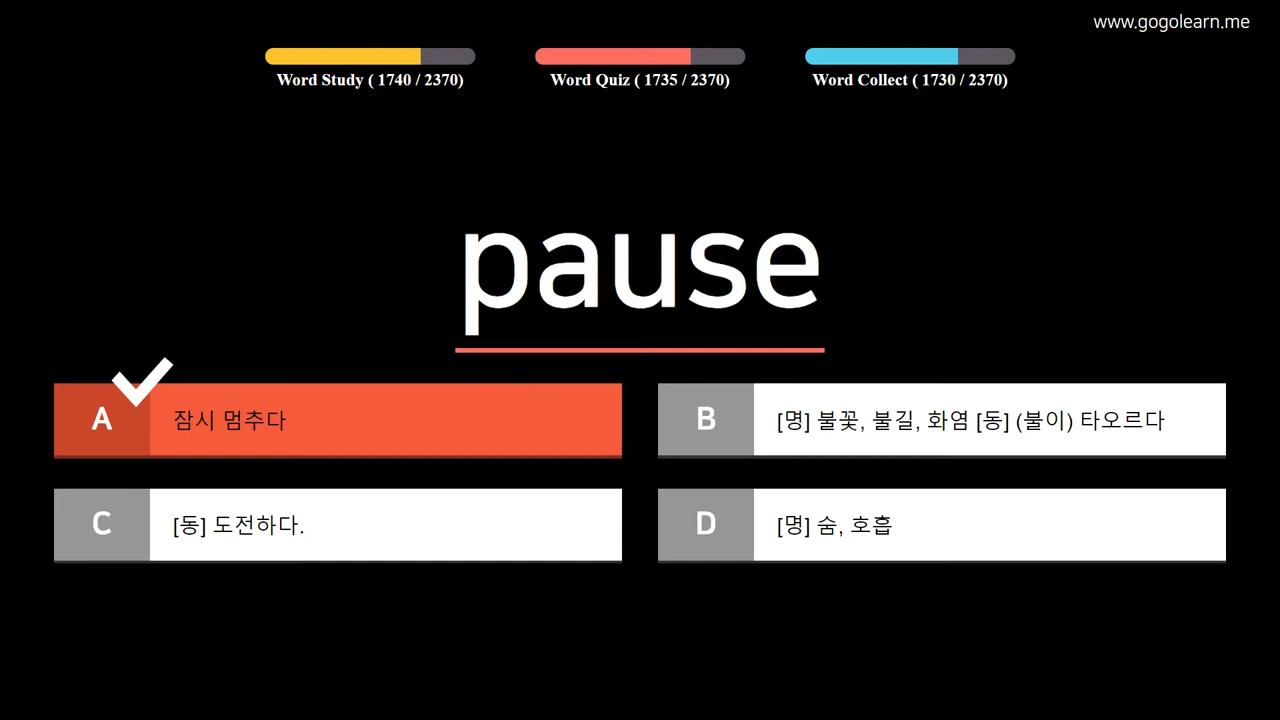 www.gogolearn.me
Word Study ( 1740 / 2370)
Word Quiz ( 1735 / 2370)
Word Collect ( 1730 / 2370)
pause
A 잠시 멈추다
B [명] 불꽃, 불길, 화염 [동] (불이) 타오르다
C [동] 도전하다.
D [명] 숨, 호흡